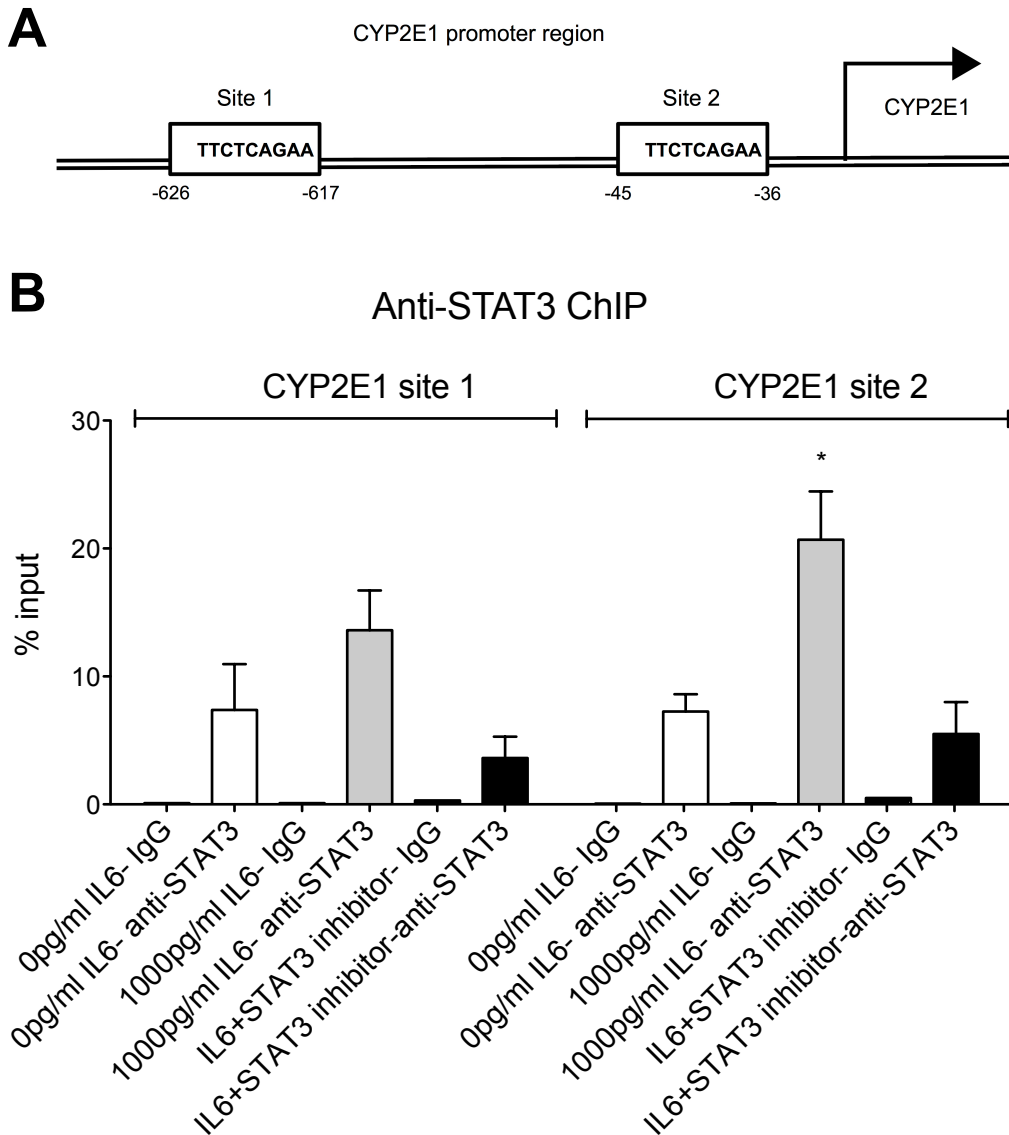 A
CYP2E1 promoter region
Site 1
Site 2
CYP2E1
TTCTCAGAA
TTCTCAGAA
-626
-617
-45
-36
B
Anti-STAT3 ChIP
CYP2E1 site 1
CYP2E1 site 2
30
20
10
0
% input
*
0pg/ml IL6- IgG
0pg/ml IL6- anti-STAT3
1000pg/ml IL6- IgG
1000pg/ml IL6- anti-STAT3
IL6+STAT3 inhibitor- IgG
IL6+STAT3 inhibitor-anti-STAT3
0pg/ml IL6- IgG
0pg/ml IL6- anti-STAT3
1000pg/ml IL6- IgG
1000pg/ml IL6- anti-STAT3
IL6+STAT3 inhibitor- IgG
IL6+STAT3 inhibitor-anti-STAT3